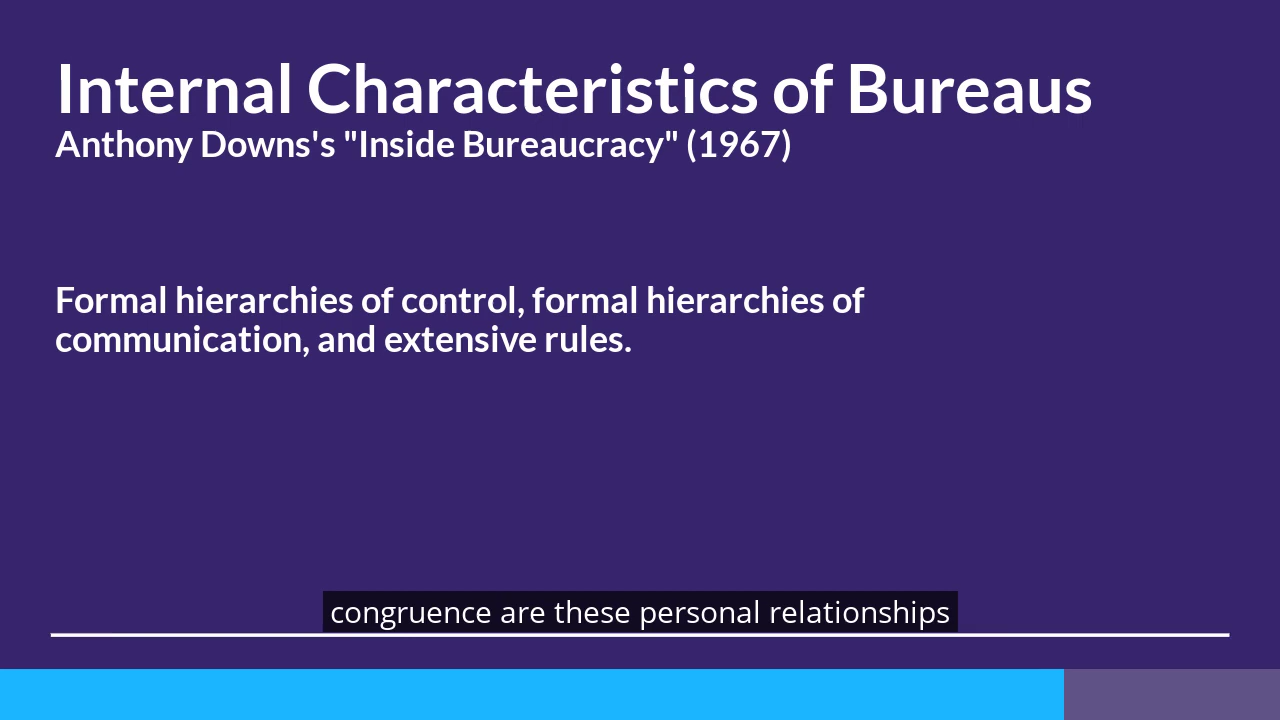 Internal Characteristics of Bureaus
Anthony Downs's "Inside Bureaucracy" (1967)
Formal hierarchies of control, formal hierarchies of
communication, and extensive rules.
congruence are these personal relationships